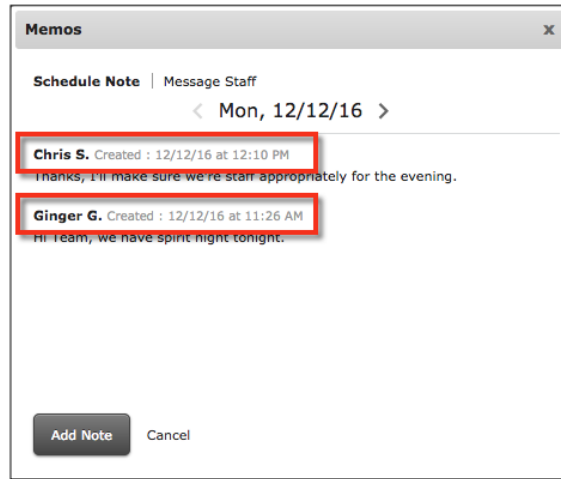 Memos x
Schedule Note | Message Staff
< Mon, 12/12/16 >
Chris S. Created : 12/12/16 at 12:10 PM
Thanks, I'll make sure we're staff appropriately for the evening.
Ginger G. Created : 12/12/16 at 11:26 AM
Hi Team, we have spirit night tonight.
Add Note Cancel